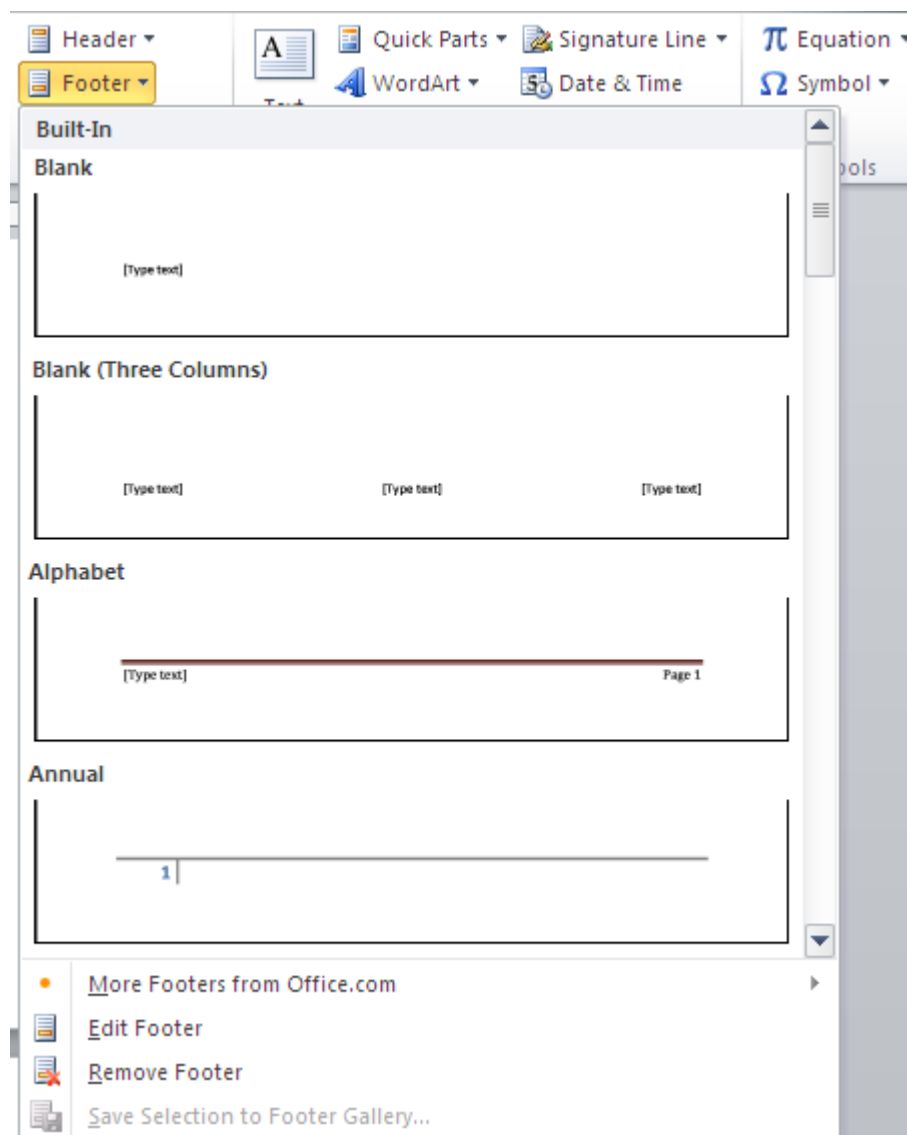 Header Quick Parts Signature Line Equation
Footer A WordArt 5 Date & Time Symbol
Built-In
Blank
[Type text]
Blank (Three Columns)
[Type text] [Type text] [Type text]
Alphabet
[Type text] Page 1
Annual
1
More Footers from Office.com
Edit Footer
Remove Footer
Save Selection to Footer Gallery...